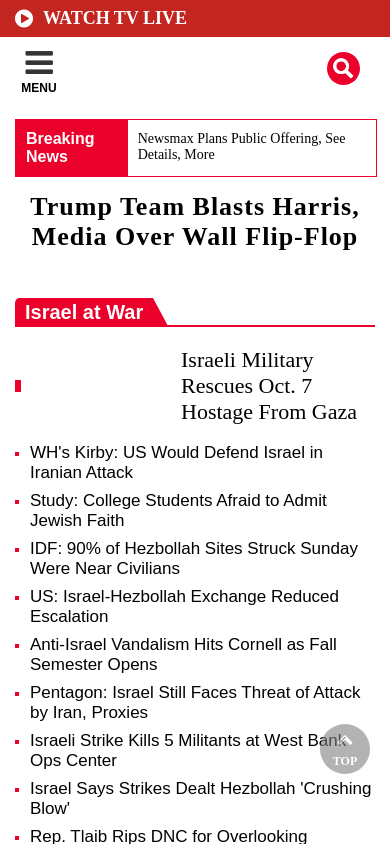 WATCH TV LIVE
MENU
Breaking
News
Newsmax Plans Public Offering, See
Details, More
Trump Team Blasts Harris,
Media Over Wall Flip-Flop
Israel at War
Israeli Military
Rescues Oct. 7
Hostage From Gaza
WH's Kirby: US Would Defend Israel in
Iranian Attack
Study: College Students Afraid to Admit
Jewish Faith
IDF: 90% of Hezbollah Sites Struck Sunday
Were Near Civilians
US: Israel-Hezbollah Exchange Reduced
Escalation
Anti-Israel Vandalism Hits Cornell as Fall
Semester Opens
Pentagon: Israel Still Faces Threat of Attack
by Iran, Proxies
Israeli Strike Kills 5 Militants at West Bank
Ops Center
TOP
Israel Says Strikes Dealt Hezbollah 'Crushing
Blow'
Rep. Tlaib Rips DNC for Overlooking